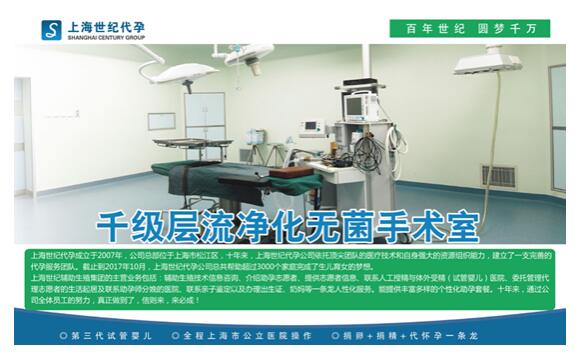 上海世纪代孕
SHANGHAI CENTURY GROUP
百年世纪 圆梦千万
千级层流净化无菌手术室
上海世纪代孕成立于2007年，公司总部位于上海市松江区，十年来，上海世纪代孕公司依托顶尖团队的医疗技术和自身强大的资源组织能力，建立了一支完善的
代孕服务团队。截止到2017年10月，上海世纪代孕公司总共帮助超过3000个家庭完成了生儿育女的梦想。
上海世纪辅助生殖集团的主营业务包括：辅助生殖技术信息咨询、介绍助孕志愿者、提供志愿者信息、联系人工授精与体外受精（试管婴儿）医院、委托管理代
理志愿者的生活起居及联系助孕师分娩的医院、联系亲子鉴定以及办理出生证、奶妈等一条龙人性化服务。能提供丰富多样的个性化助孕套餐。十年来，通过公
司全体员工的努力，真正做到了，信则来，来必成！
◎第三代试管婴儿 ◎全程上海市公立医院操作 ◎捐卵+捐精+代怀孕一条龙